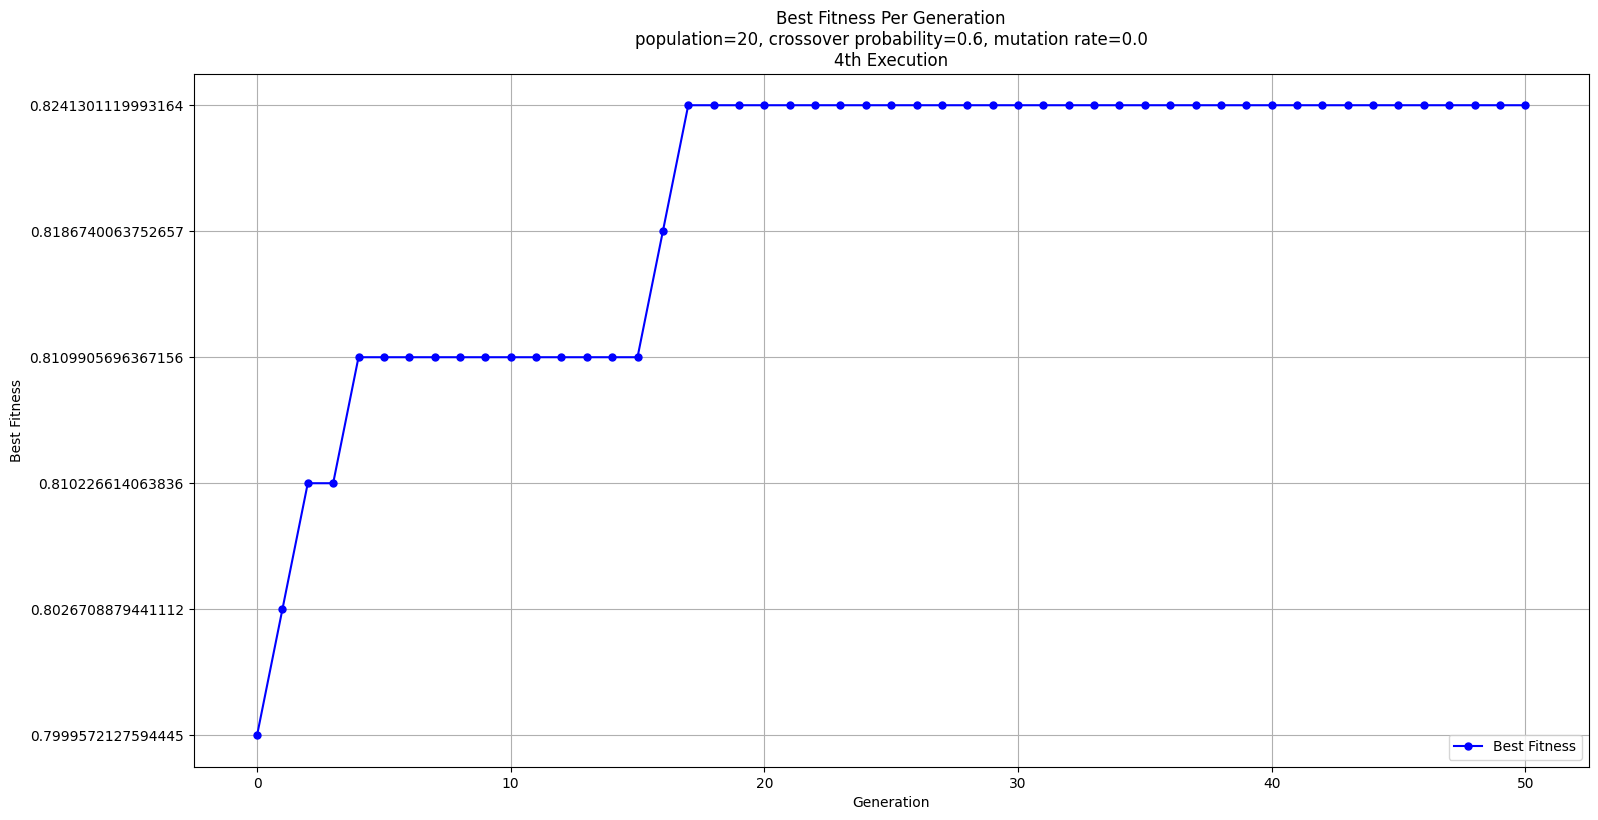 Best Fitness Per Generation
population=20, crossover probability=0.6, mutation rate=0.0
4th Execution
0.8241301119993164
0.8186740063752657
0.8109905696367156
0.810226614063836
0.8026708879441112
0.7999572127594445
Best Fitness
Best Fitness
0 10 20 30 40 50
Generation